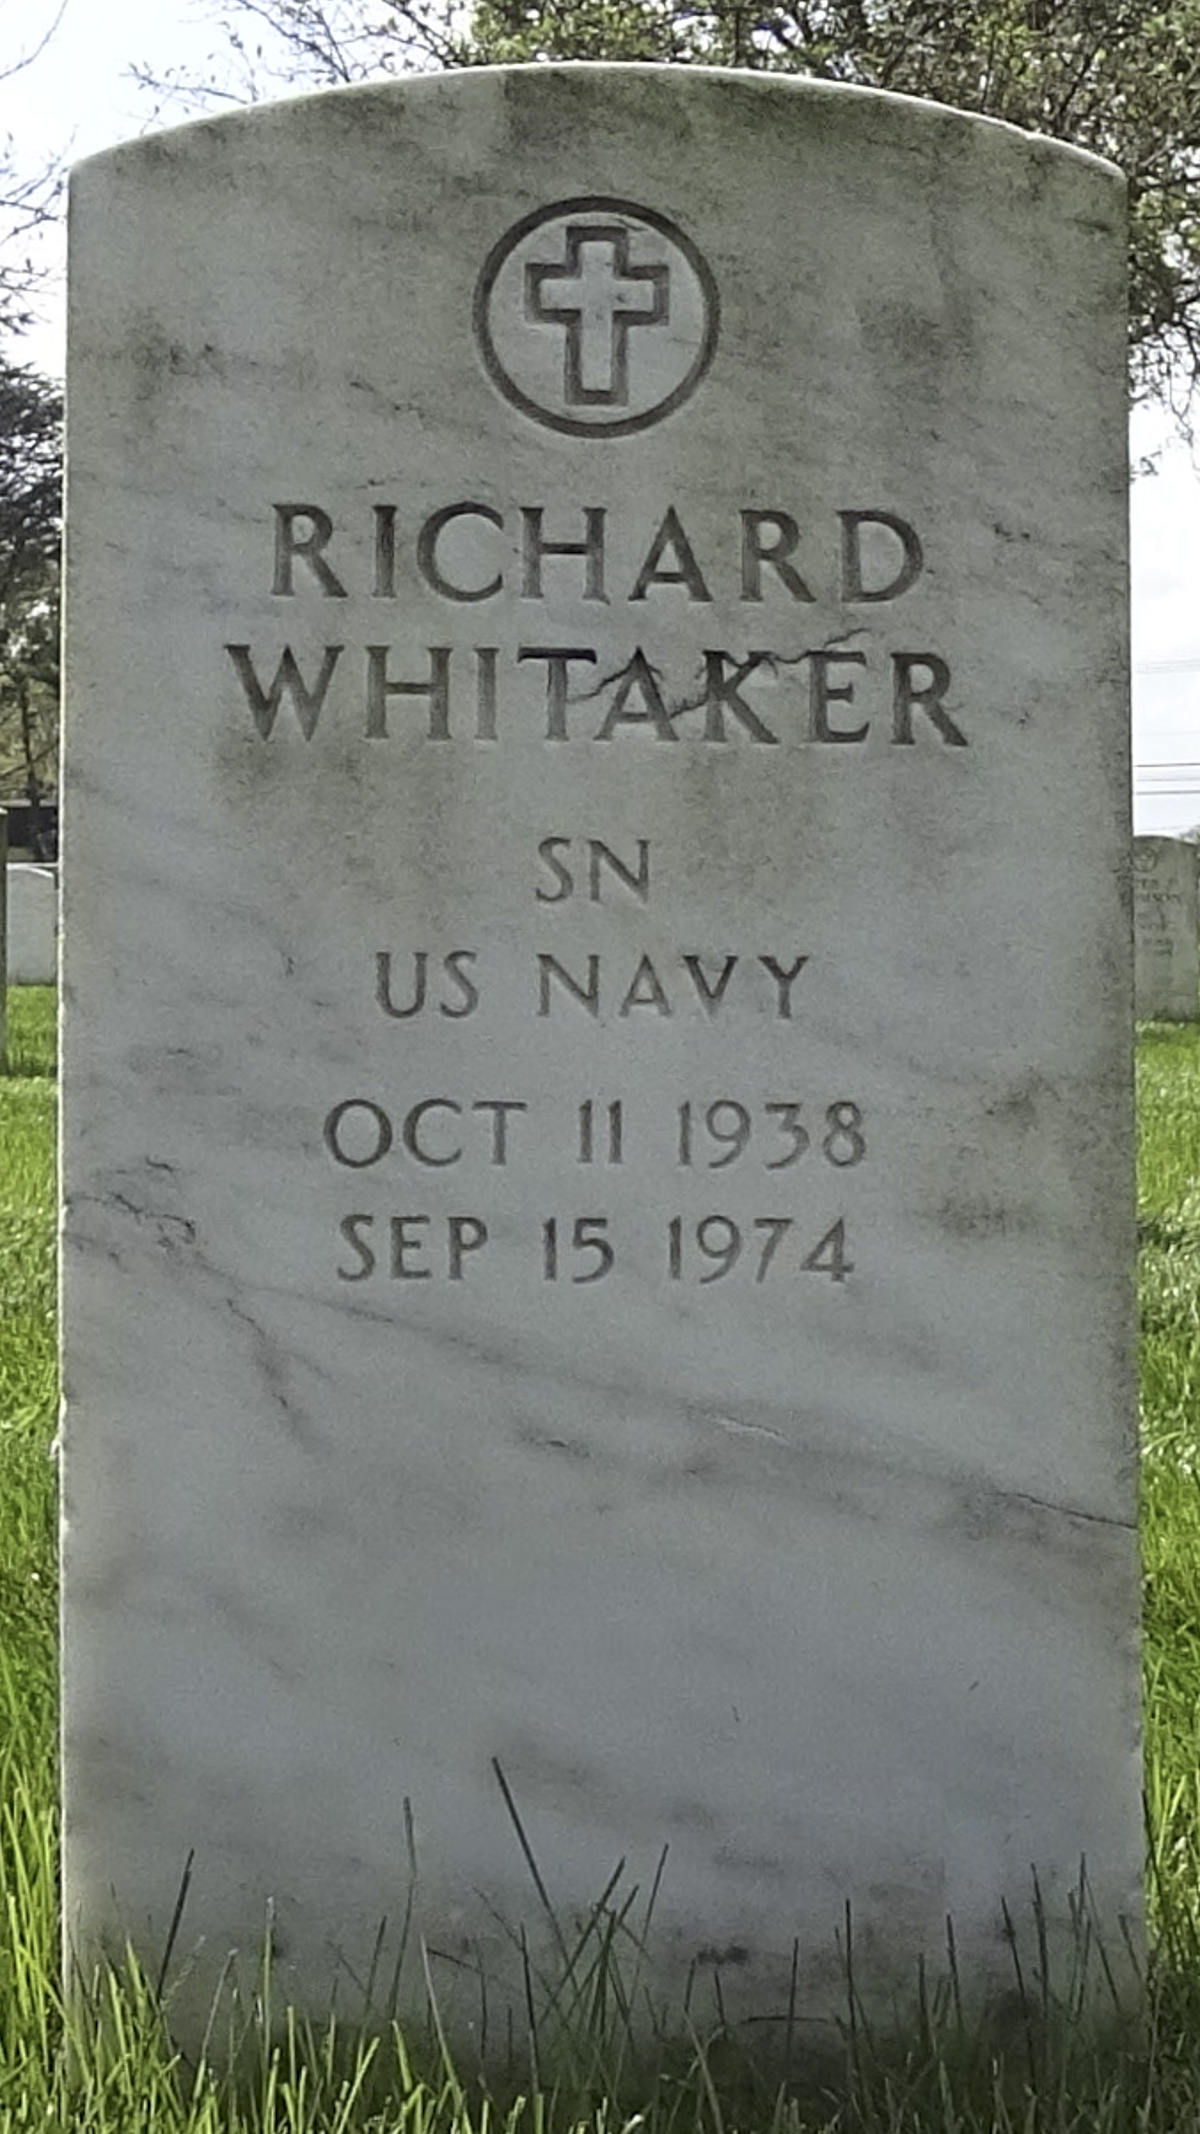 RICHARD
WHITAKER
SN
US NAVY
OCT 11 1938
SEP 15 1974